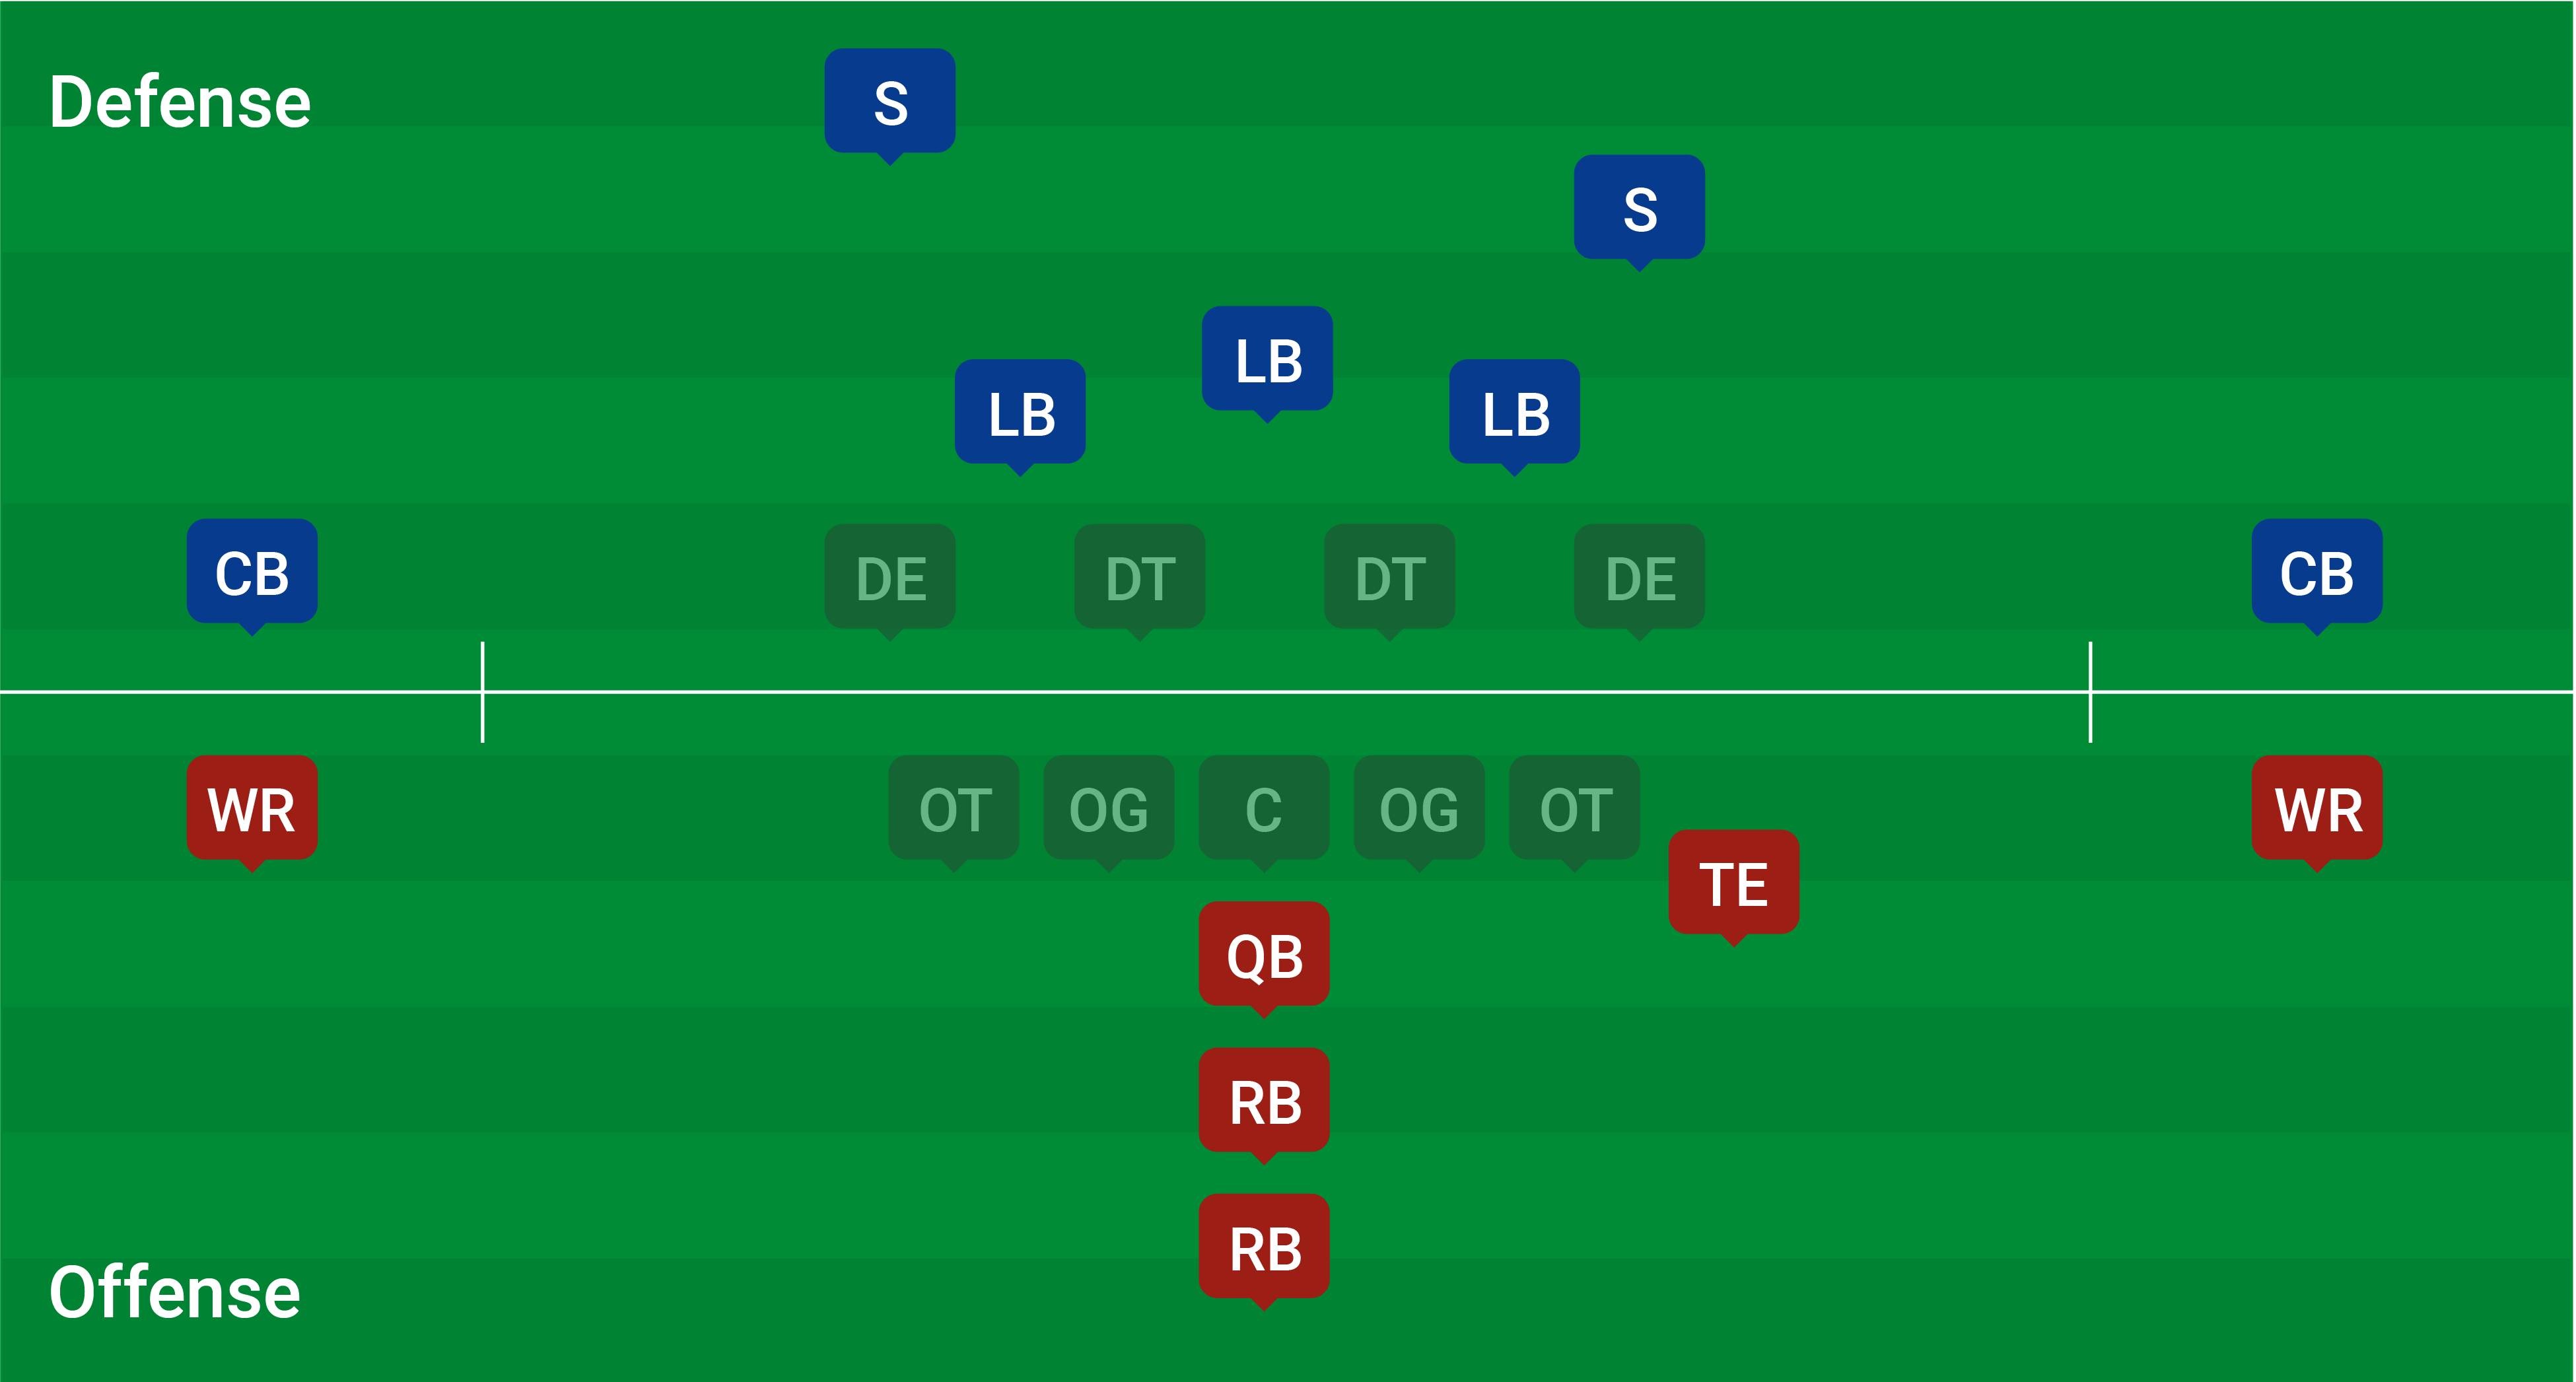 Defense
S
S
LB
LB
LB
CB
DE
DT
DT
DE
CB
WR
OT
OG
C
OG
OT
WR
TE
QB
RB
RB
Offense